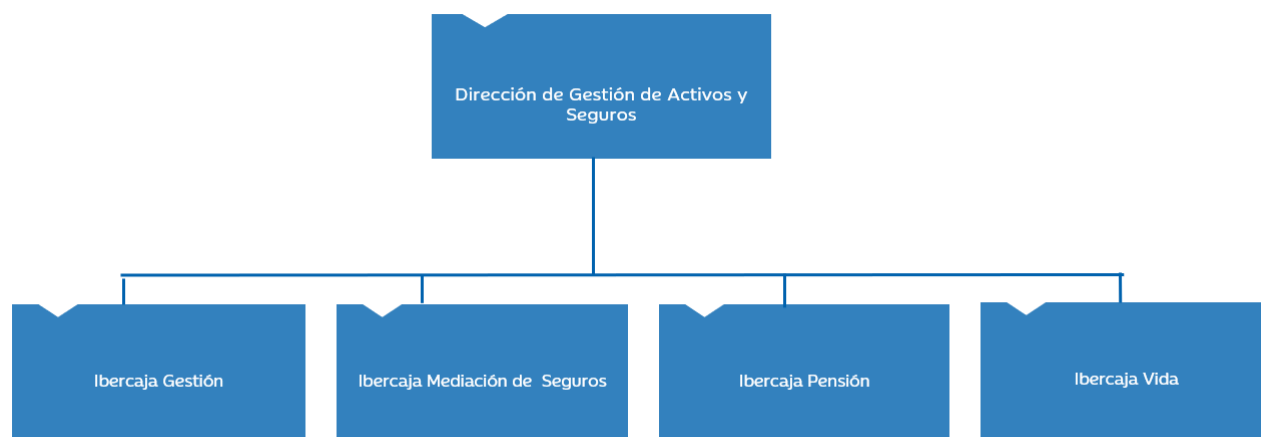 Dirección de Gestión de Activos y
Seguros
Ibercaja Gestión
Ibercaja Mediación de Seguros
Ibercaja Pensión
Ibercaja Vida